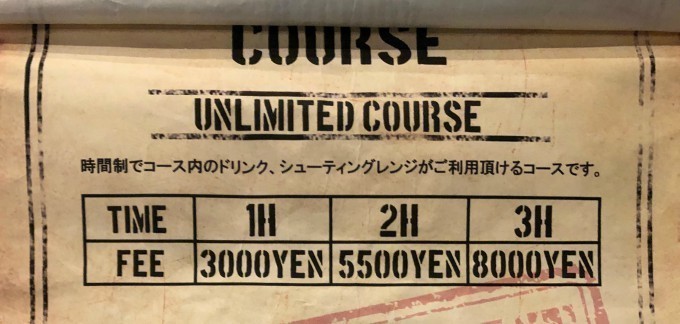 COURSE
UNLIMITED COURSE
時間制でコース内のドリンク、シューティングレンジがご利用頂けるコースです。
TIME 1H 2H 3H
FEE 3000YEN 5500YEN 8000YEN